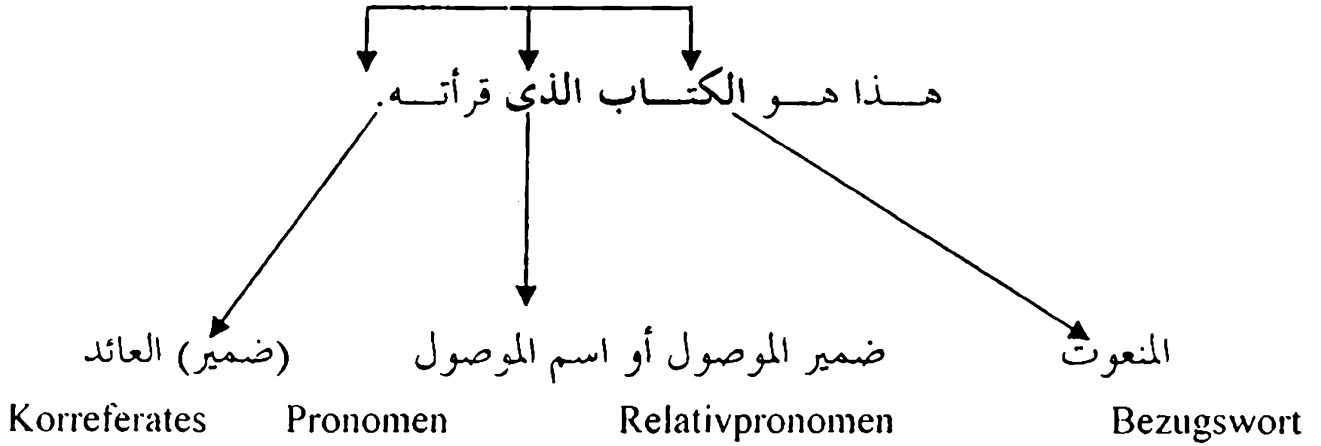 هذا هو الكتاب الذى قرأته.
المنعوت ضمير الموصول أو اسم الموصول (ضمير) العائد
Korreferates Pronomen Relativpronomen Bezugswort